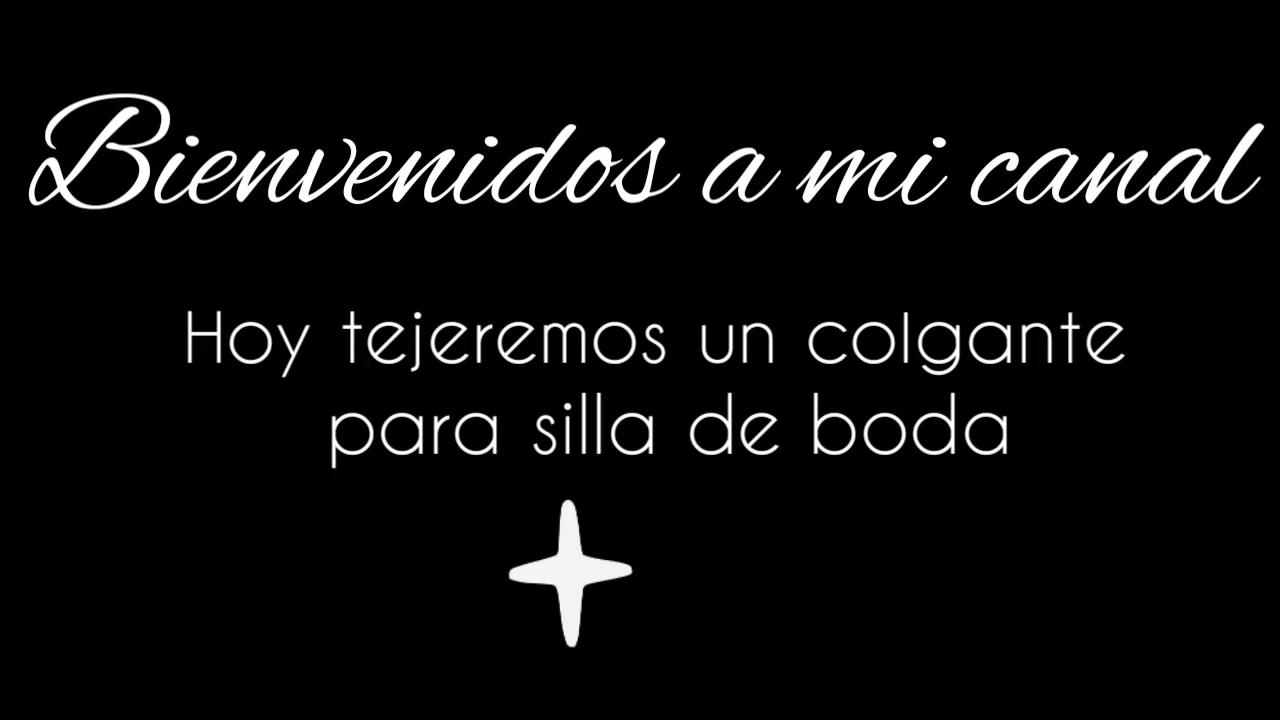 Bienvenidos a mi canal
Hoy tejeremos un colgante
para silla de boda